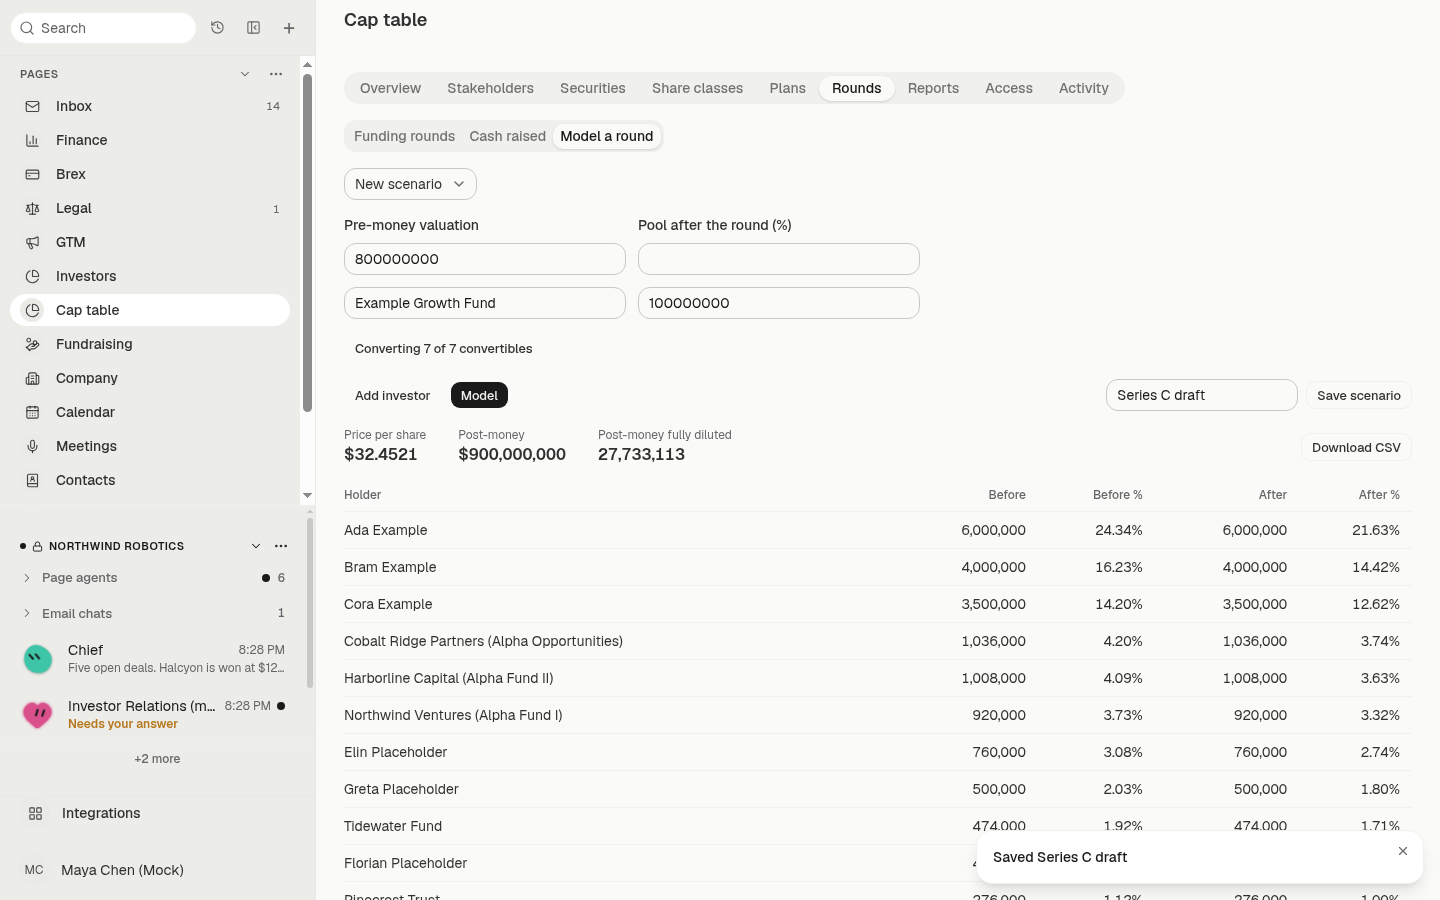 Search
PAGES
Inbox 14
Finance
Brex
Legal 1
GTM
Investors
Cap table
Fundraising
Company
Calendar
Meetings
Contacts
NORTHWIND ROBOTICS
Page agents 6
Email chats 1
Chief 8:28 PM
Five open deals. Halcyon is won at $12...
Investor Relations (m... 8:28 PM
Needs your answer
+2 more
Integrations
MC Maya Chen (Mock)
Cap table
Overview Stakeholders Securities Share classes Plans Rounds Reports Access Activity
Funding rounds Cash raised Model a round
New scenario
Pre-money valuation Pool after the round (%)
800000000
Example Growth Fund 100000000
Converting 7 of 7 convertibles
Add investor Model Series C draft Save scenario
Price per share Post-money Post-money fully diluted
$32.4521 $900,000,000 27,733,113
Download CSV
Holder Before Before % After After %
Ada Example 6,000,000 24.34% 6,000,000 21.63%
Bram Example 4,000,000 16.23% 4,000,000 14.42%
Cora Example 3,500,000 14.20% 3,500,000 12.62%
Cobalt Ridge Partners (Alpha Opportunities) 1,036,000 4.20% 1,036,000 3.74%
Harborline Capital (Alpha Fund II) 1,008,000 4.09% 1,008,000 3.63%
Northwind Ventures (Alpha Fund I) 920,000 3.73% 920,000 3.32%
Elin Placeholder 760,000 3.08% 760,000 2.74%
Greta Placeholder 500,000 2.03% 500,000 1.80%
Tidewater Fund 474,000 1.92% 474,000 1.71%
Florian Placeholder
Pinecrest Trust 276,000 1.12% 276,000 1.00%
Saved Series C draft